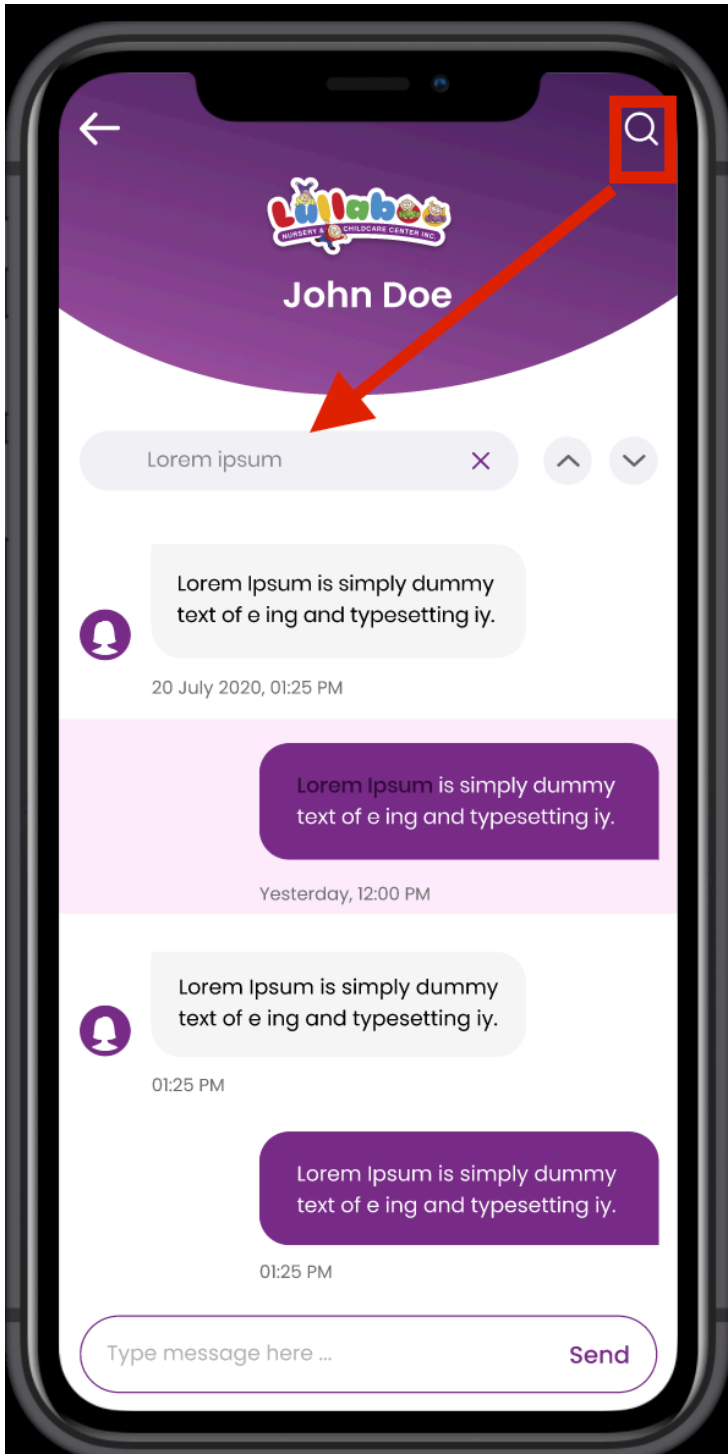 Lullaboo
NURSERY & CHILDCARE CENTER INC.
John Doe
Lorem ipsum
Lorem Ipsum is simply dummy
text of e ing and typesetting iy.
20 July 2020, 01:25 PM
Lorem Ipsum is simply dummy
text of e ing and typesetting iy.
Yesterday, 12:00 PM
Lorem Ipsum is simply dummy
text of e ing and typesetting iy.
01:25 PM
Lorem Ipsum is simply dummy
text of e ing and typesetting iy.
01:25 PM
Type message here ... Send